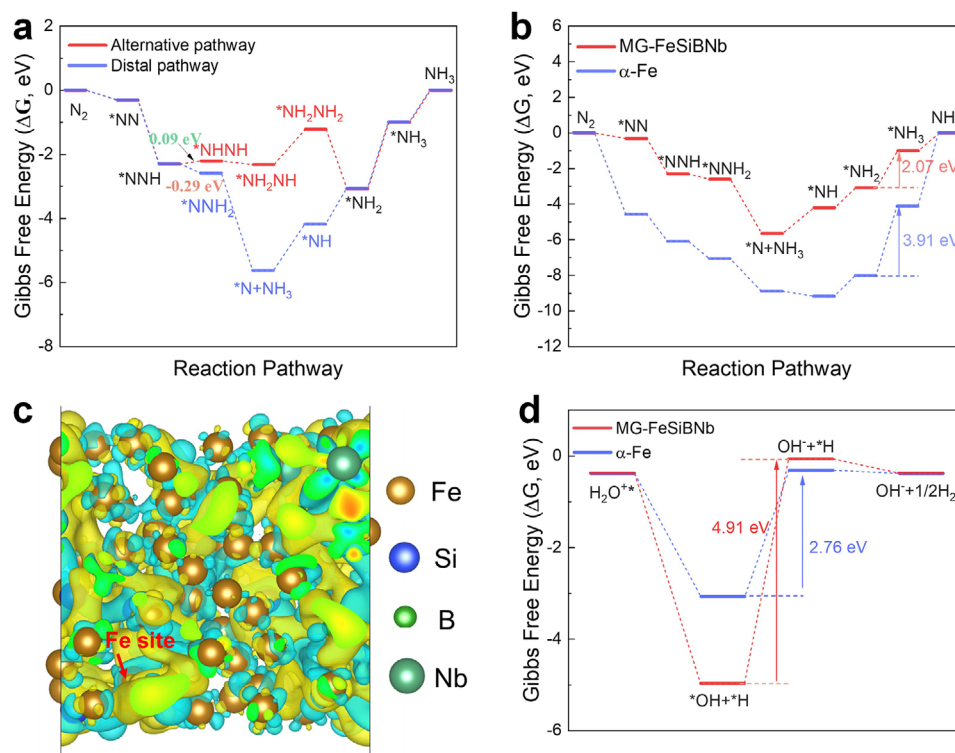 a
Alternative pathway
Distal pathway
Gibbs Free Energy (ΔG, eV)
2
0
-2
-4
-6
-8
N₂
*NN
0.09 eV
*NNH
-0.29 eV
*NHNH
*NNH₂
*NH₂NH
*N+NH₃
*NH₂NH₂
*NH
*NH₂
*NH₃
NH₃
Reaction Pathway
b
MG-FeSiBNb
α-Fe
Gibbs Free Energy (ΔG, eV)
6
4
2
0
-2
-4
-6
-8
-10
-12
N₂
*NN
*NNH
*NNH₂
*N+NH₃
*NH
*NH₂
*NH₃
NH
2.07 eV
3.91 eV
Reaction Pathway
c
Fe site
Fe
Si
B
Nb
d
MG-FeSiBNb
α-Fe
Gibbs Free Energy (ΔG, eV)
0
-2
-4
-6
H₂O⁺*
*OH+*H
4.91 eV
OH⁻+*H
2.76 eV
OH⁻+1/2H₂